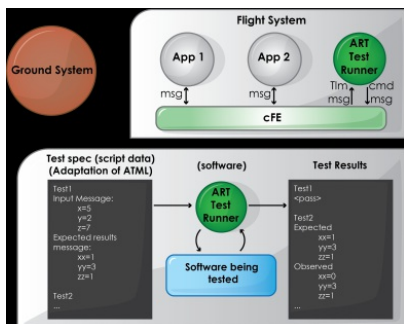 Flight System
Ground System
App 1
App 2
ART
Test
Runner
msg
msg
Tlm
msg
cmd
msg
cFE
Test spec (script data)
(Adaptation of ATML)
(software)
Test Results
Test1
Input Message:
x=5
y=2
z=7
Expected results
message:
xx=1
yy=3
zz=1
Test2
...
ART
Test
Runner
Software being
tested
Test1
<pass>
Test2
Expected
xx=1
yy=3
zz=1
Observed
xx=0
yy=3
zz=1
...